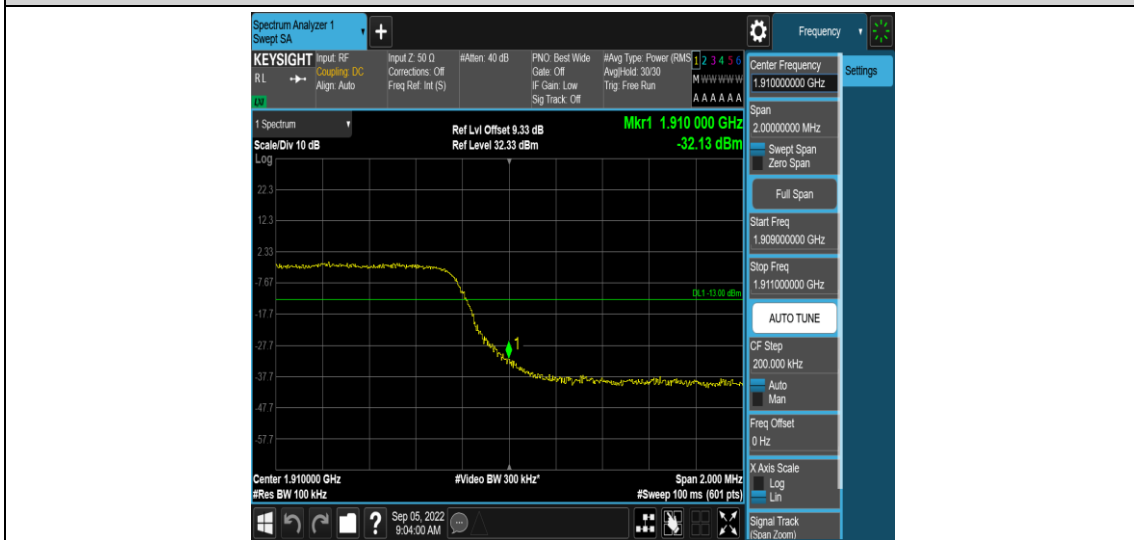 Spectrum Analyzer 1
Swept SA
Frequency
KEYSIGHT
RL
Input: RF
Coupling: DC
Align: Auto
Input Z: 50 Ω
Corrections: Off
Freq Ref: Int (S)
#Atten: 40 dB
PNO: Best Wide
Gate: Off
IF Gain: Low
Sig Track: Off
#Avg Type: Power (RMS
Avg|Hold: 30/30
Trig: Free Run
1 2 3 4 5 6
M W W W W W
A A A A A A
1 Spectrum
Scale/Div 10 dB
Log
Ref Lvl Offset 9.33 dB
Ref Level 32.33 dBm
Mkr1 1.910 000 GHz
-32.13 dBm
22.3
12.3
2.33
-7.67
DL1 -13.00 dBm
-17.7
-27.7
1
-37.7
-47.7
-57.7
Center 1.910000 GHz
#Res BW 100 kHz
#Video BW 300 kHz*
Span 2.000 MHz
#Sweep 100 ms (601 pts)
Center Frequency
1.910000000 GHz
Settings
Span
2.00000000 MHz
Swept Span
Zero Span
Full Span
Start Freq
1.909000000 GHz
Stop Freq
1.911000000 GHz
AUTO TUNE
CF Step
200.000 kHz
Auto
Man
Freq Offset
0 Hz
X Axis Scale
Log
Lin
Signal Track
(Span Zoom)
?
Sep 05, 2022
9:04:00 AM